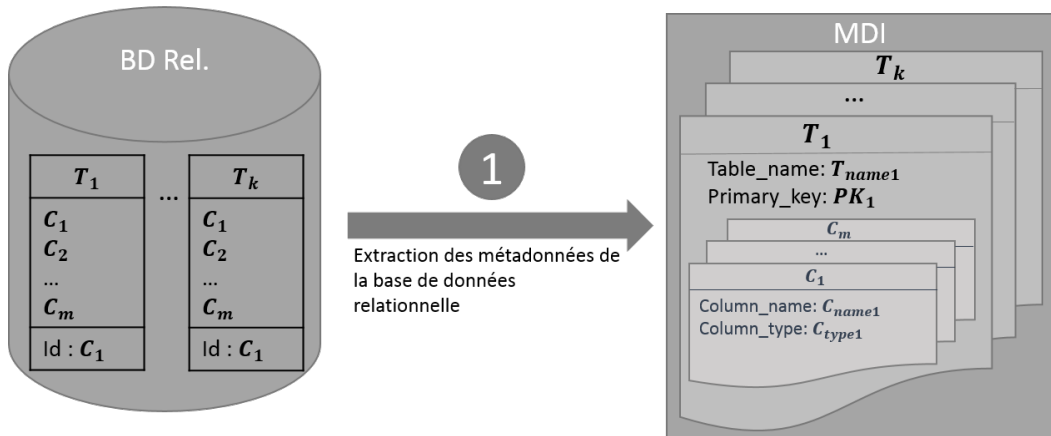 BD Rel.
T1
...
Tk
C1
C2
...
Cm
Id : C1
C1
C2
...
Cm
Id : C1
1
Extraction des métadonnées de
la base de données
relationnelle
MDI
Tk
...
T1
Table_name: Tname1
Primary_key: PK1
Cm
...
C1
Column_name: Cname1
Column_type: Ctype1